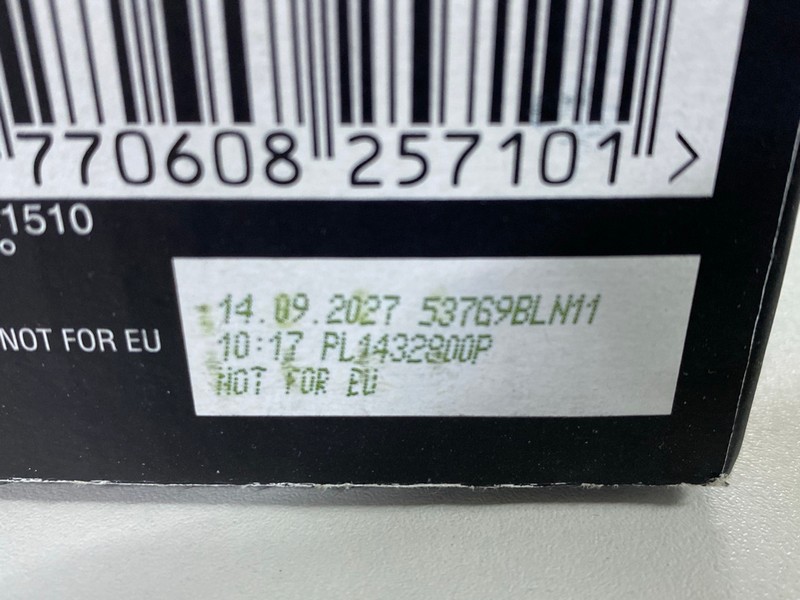 770608 257101 >
1510
NOT FOR EU
14.09.2027 53769BLN11
10:17 PL1432800P
NOT FOR EU